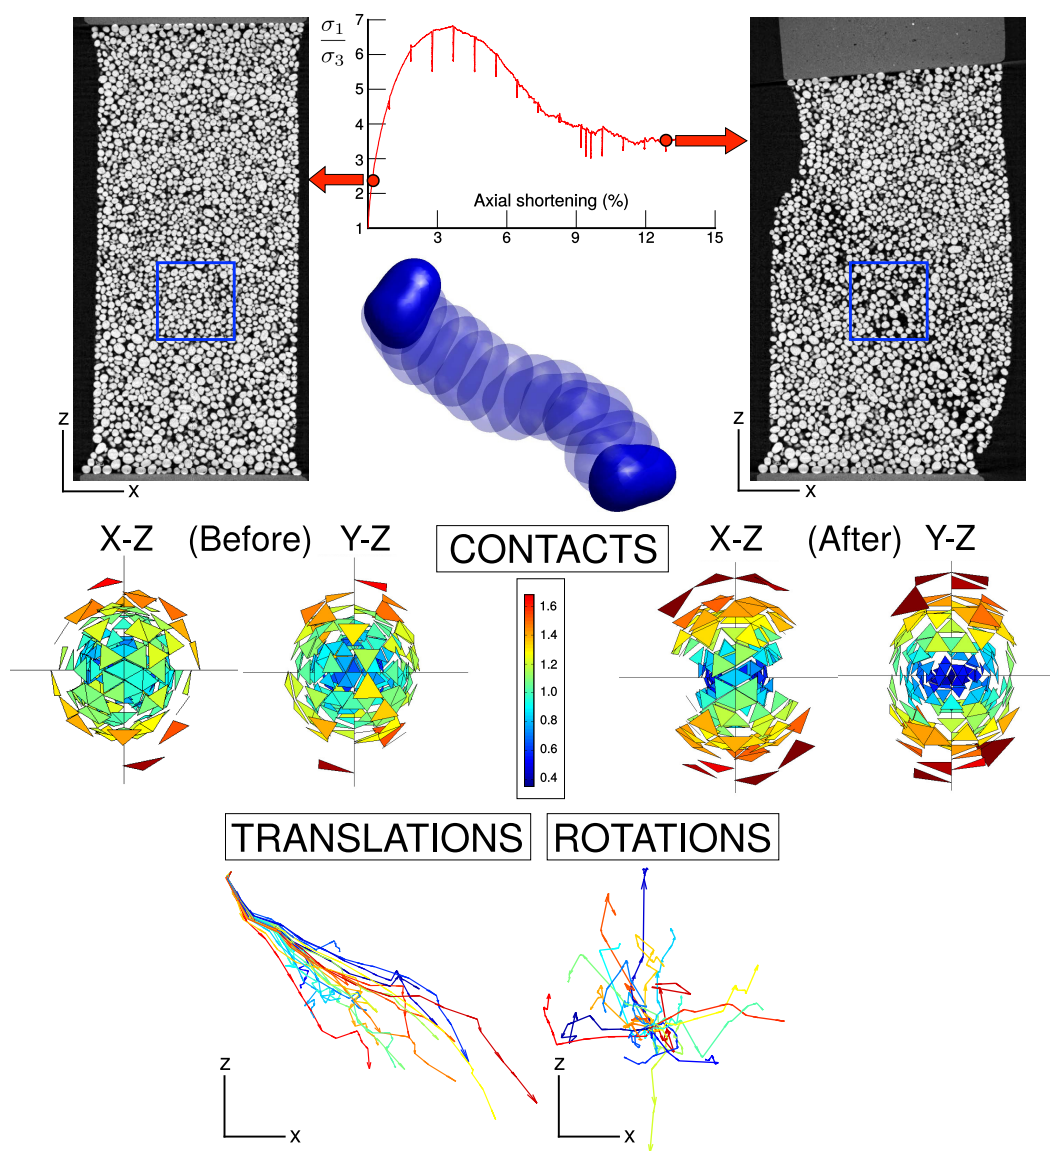 σ1
σ3
7
6
5
4
3
2
1
Axial shortening (%)
3
6
9
12
15
z
x
z
x
X-Z (Before) Y-Z
CONTACTS
X-Z (After) Y-Z
1.6
1.4
1.2
1.0
0.8
0.6
0.4
TRANSLATIONS
ROTATIONS
z
x
z
x